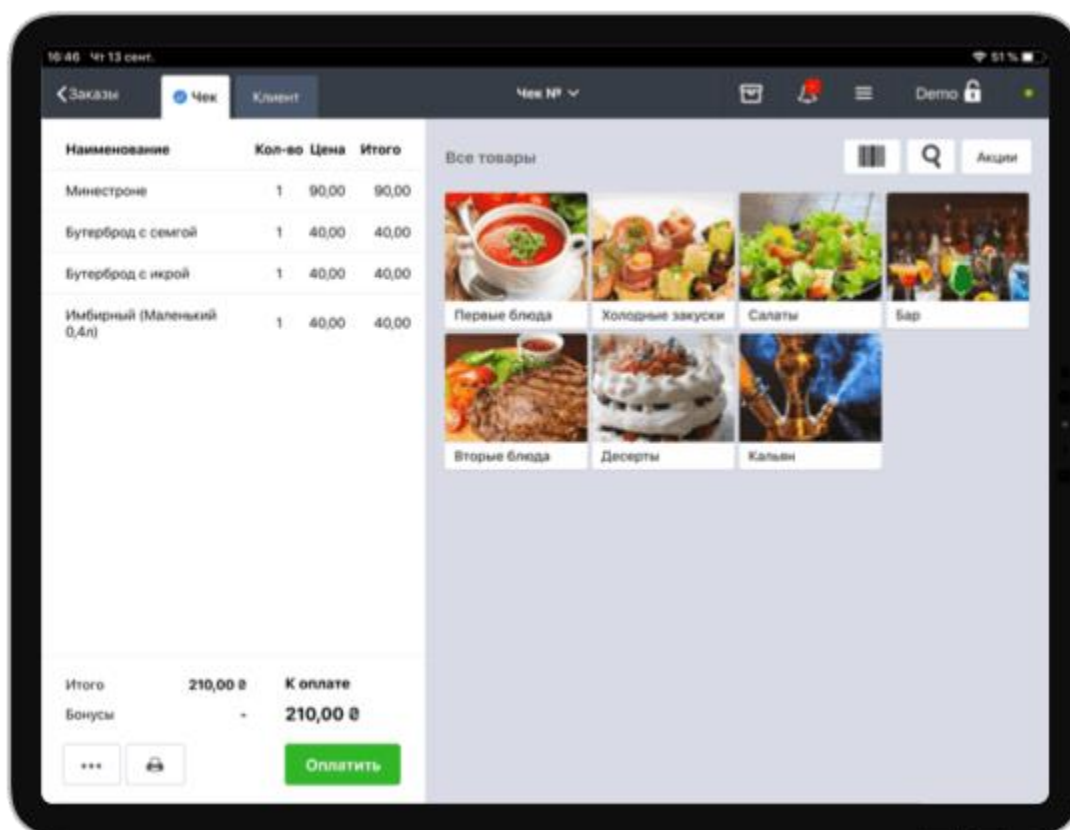 16:46 Чт 13 сент.
51 %
Заказы
Чек
Клиент
Чек №
Demo
Наименование Кол-во Цена Итого
Минестроне 1 90,00 90,00
Бутерброд с семгой 1 40,00 40,00
Бутерброд с икрой 1 40,00 40,00
Имбирный (Маленький
0,4л) 1 40,00 40,00
Итого 210,00 ₴
Бонусы -
К оплате
210,00 ₴
Оплатить
Все товары
Акции
Первые блюда
Холодные закуски
Салаты
Бар
Вторые блюда
Десерты
Кальян